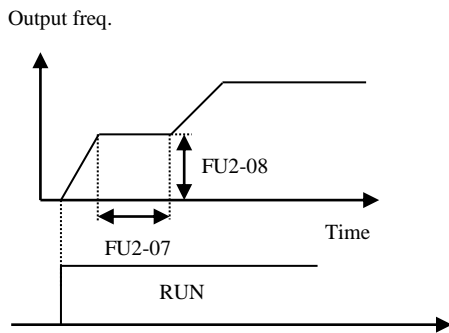 Output freq.
FU2-08
Time
FU2-07
RUN